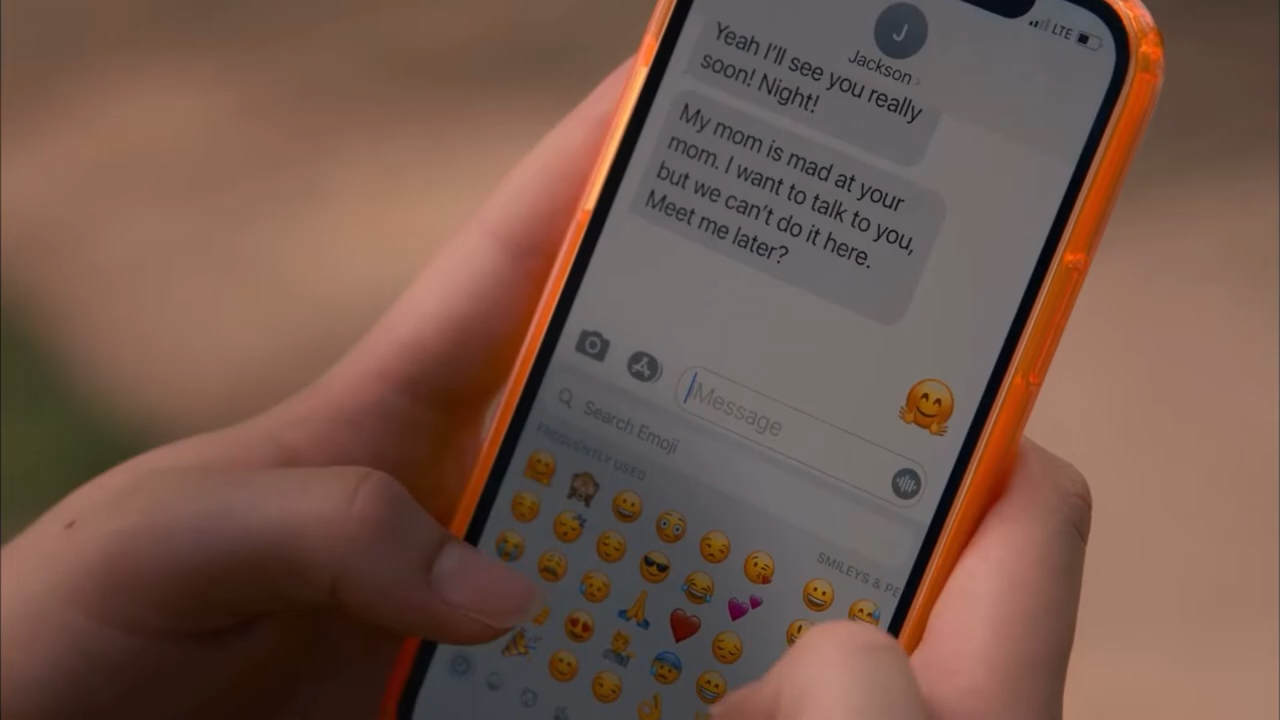 LTE
J
Jackson
Yeah I'll see you really
soon! Night!
My mom is mad at your
mom. I want to talk to you,
but we can't do it here.
Meet me later?
Message
Search Emoji
FREQUENTLY USED
SMILEYS & PE